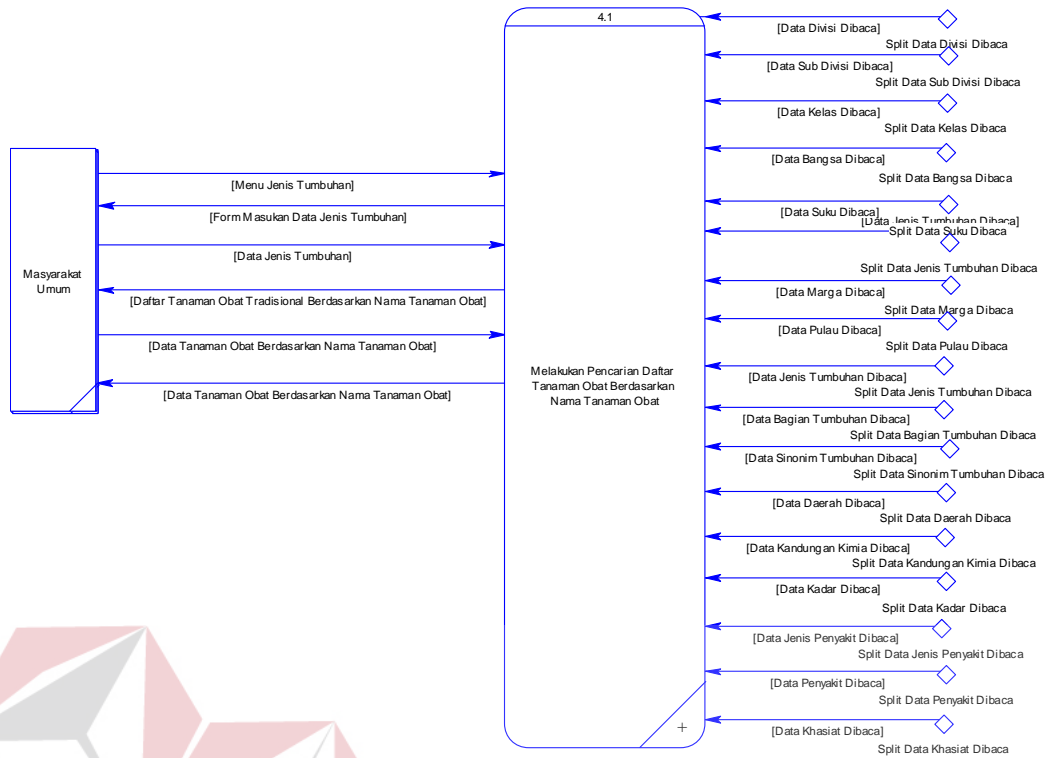 4.1
[Data Divisi Dibaca]
Split Data Divisi Dibaca
[Data Sub Divisi Dibaca]
Split Data Sub Divisi Dibaca
[Data Kelas Dibaca]
Split Data Kelas Dibaca
[Data Bangsa Dibaca]
Split Data Bangsa Dibaca
[Menu Jenis Tumbuhan]
[Form Masukan Data Jenis Tumbuhan]
[Data Suku Dibaca]
[Data Jenis Tumbuhan Dibaca]
Split Data Suku Dibaca
[Data Jenis Tumbuhan]
Split Data Jenis Tumbuhan Dibaca
Masyarakat
Umum
[Daftar Tanaman Obat Tradisional Berdasarkan Nama Tanaman Obat]
[Data Marga Dibaca]
Split Data Marga Dibaca
[Data Pulau Dibaca]
Split Data Pulau Dibaca
[Data Tanaman Obat Berdasarkan Nama Tanaman Obat]
Melakukan Pencarian Daftar
Tanaman Obat Berdasarkan
Nama Tanaman Obat
[Data Jenis Tumbuhan Dibaca]
Split Data Jenis Tumbuhan Dibaca
[Data Tanaman Obat Berdasarkan Nama Tanaman Obat]
[Data Bagian Tumbuhan Dibaca]
Split Data Bagian Tumbuhan Dibaca
[Data Sinonim Tumbuhan Dibaca]
Split Data Sinonim Tumbuhan Dibaca
[Data Daerah Dibaca]
Split Data Daerah Dibaca
[Data Kandungan Kimia Dibaca]
Split Data Kandungan Kimia Dibaca
[Data Kadar Dibaca]
Split Data Kadar Dibaca
[Data Jenis Penyakit Dibaca]
Split Data Jenis Penyakit Dibaca
[Data Penyakit Dibaca]
Split Data Penyakit Dibaca
[Data Khasiat Dibaca]
Split Data Khasiat Dibaca
+